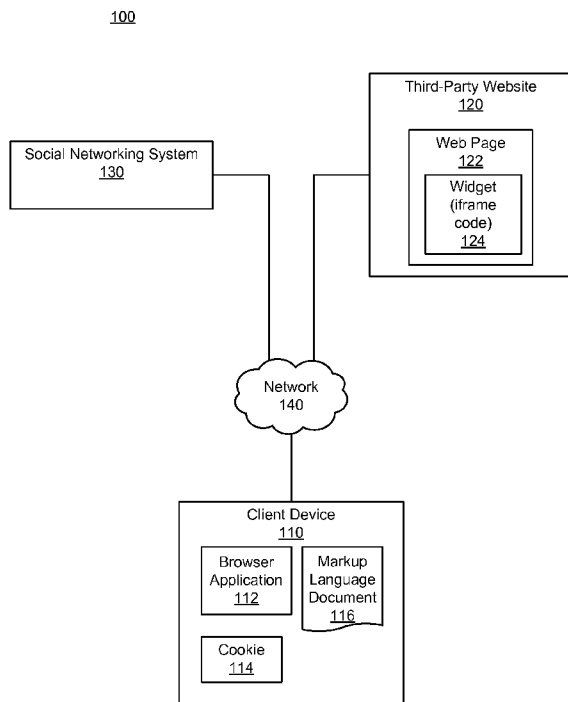 100
Third-Party Website
120
Web Page
122
Widget
(iframe
code)
124
Social Networking System
130
Network
140
Client Device
110
Browser
Application
112
Markup
Language
Document
116
Cookie
114